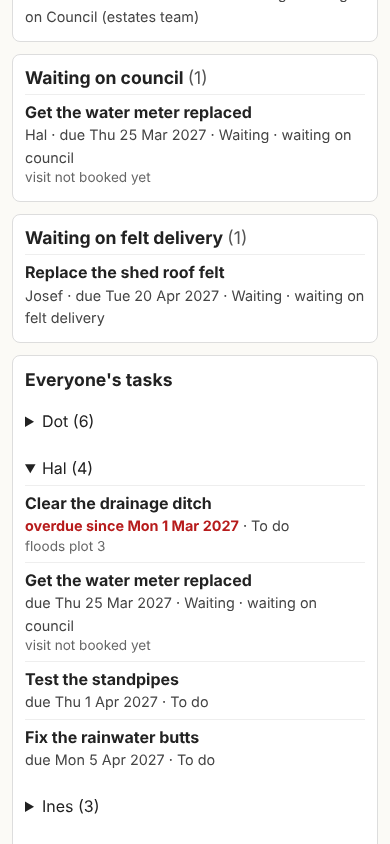 on Council (estates team)
Waiting on council (1)
Get the water meter replaced
Hal · due Thu 25 Mar 2027 · Waiting · waiting on
council
visit not booked yet
Waiting on felt delivery (1)
Replace the shed roof felt
Josef · due Tue 20 Apr 2027 · Waiting · waiting on
felt delivery
Everyone's tasks
Dot (6)
Hal (4)
Clear the drainage ditch
overdue since Mon 1 Mar 2027 · To do
floods plot 3
Get the water meter replaced
due Thu 25 Mar 2027 · Waiting · waiting on
council
visit not booked yet
Test the standpipes
due Thu 1 Apr 2027 · To do
Fix the rainwater butts
due Mon 5 Apr 2027 · To do
Ines (3)